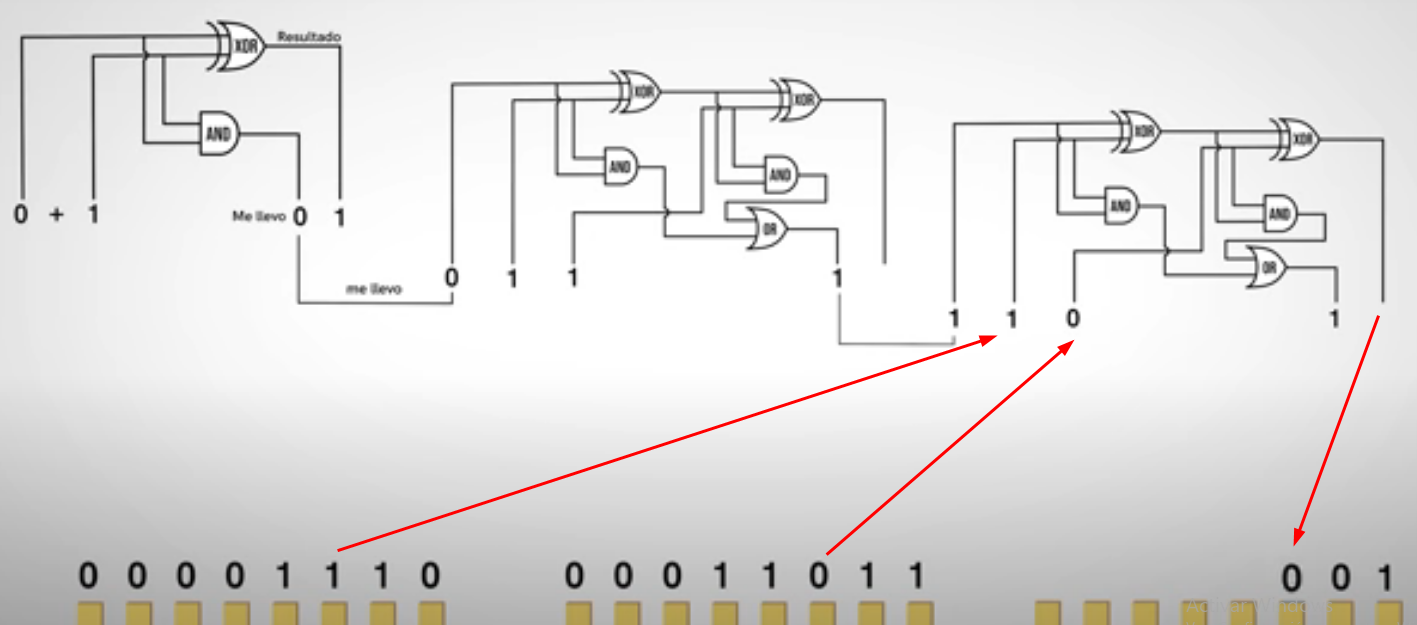 XOR Resultado
AND
0 + 1 Me llevo 0 1
me llevo
XOR XOR
AND AND
OR
0 1 1 1
XOR XOR
AND AND
OR
1 1 0 1
0 0 0 0 1 1 1 0 0 0 0 1 1 0 1 1 0 0 1
Activar Windows